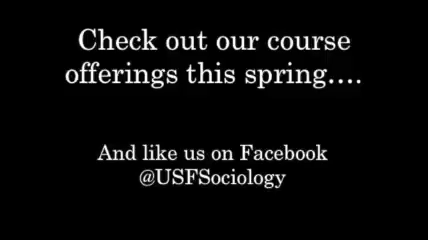 Check out our course
offerings this spring....
And like us on Facebook
@USFSociology